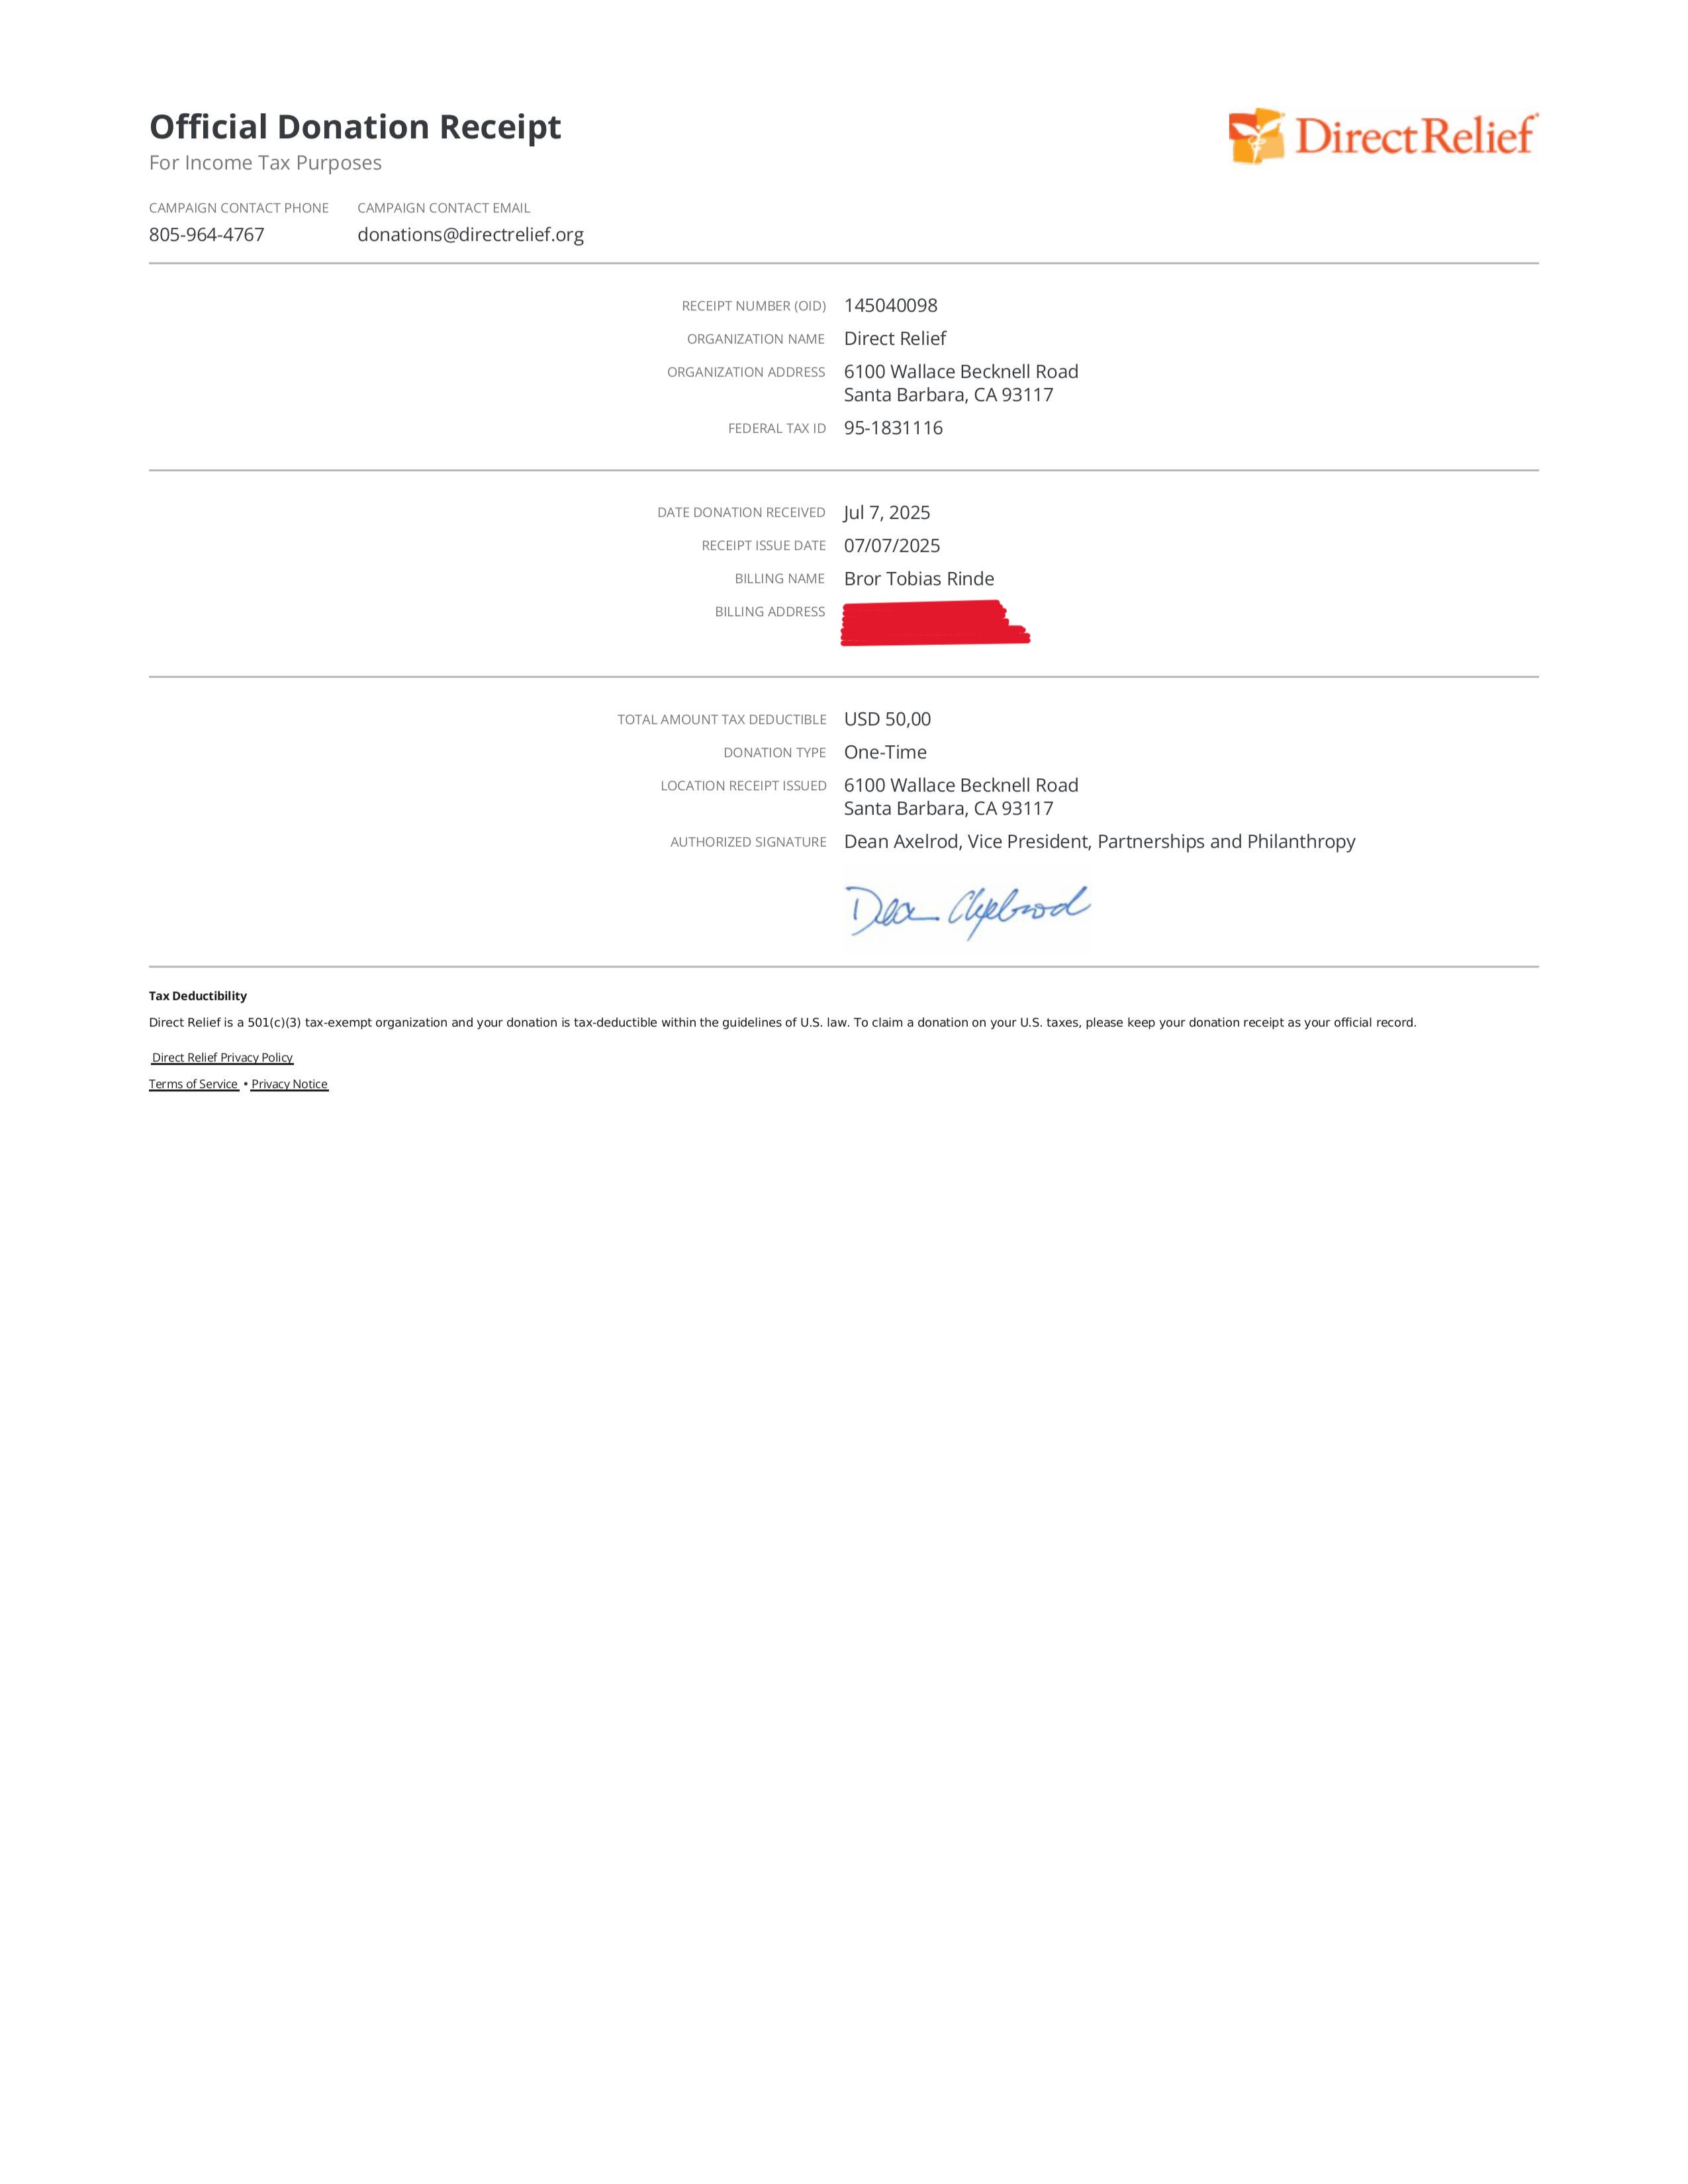 Official Donation Receipt
DirectRelief
For Income Tax Purposes
CAMPAIGN CONTACT PHONE CAMPAIGN CONTACT EMAIL
805-964-4767 donations@directrelief.org
RECEIPT NUMBER (OID) 145040098
ORGANIZATION NAME Direct Relief
ORGANIZATION ADDRESS 6100 Wallace Becknell Road
Santa Barbara, CA 93117
FEDERAL TAX ID 95-1831116
DATE DONATION RECEIVED Jul 7, 2025
RECEIPT ISSUE DATE 07/07/2025
BILLING NAME Bror Tobias Rinde
BILLING ADDRESS
TOTAL AMOUNT TAX DEDUCTIBLE USD 50,00
DONATION TYPE One-Time
LOCATION RECEIPT ISSUED 6100 Wallace Becknell Road
Santa Barbara, CA 93117
AUTHORIZED SIGNATURE Dean Axelrod, Vice President, Partnerships and Philanthropy
Dean Axelrod
Tax Deductibility
Direct Relief is a 501(c)(3) tax-exempt organization and your donation is tax-deductible within the guidelines of U.S. law. To claim a donation on your U.S. taxes, please keep your donation receipt as your official record.
Direct Relief Privacy Policy
Terms of Service • Privacy Notice